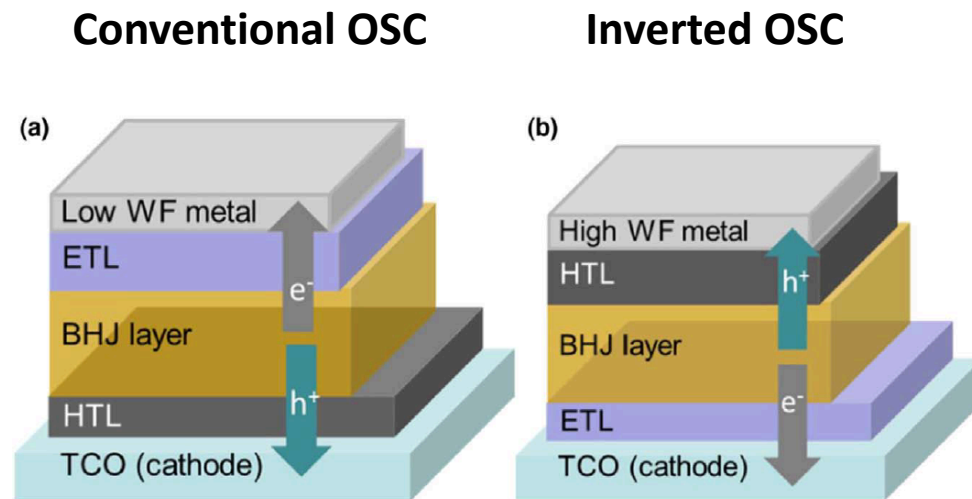 Conventional OSC
Inverted OSC
(a)
Low WF metal
ETL
e-
BHJ layer
h+
HTL
TCO (cathode)
(b)
High WF metal
HTL
h+
BHJ layer
e-
ETL
TCO (cathode)